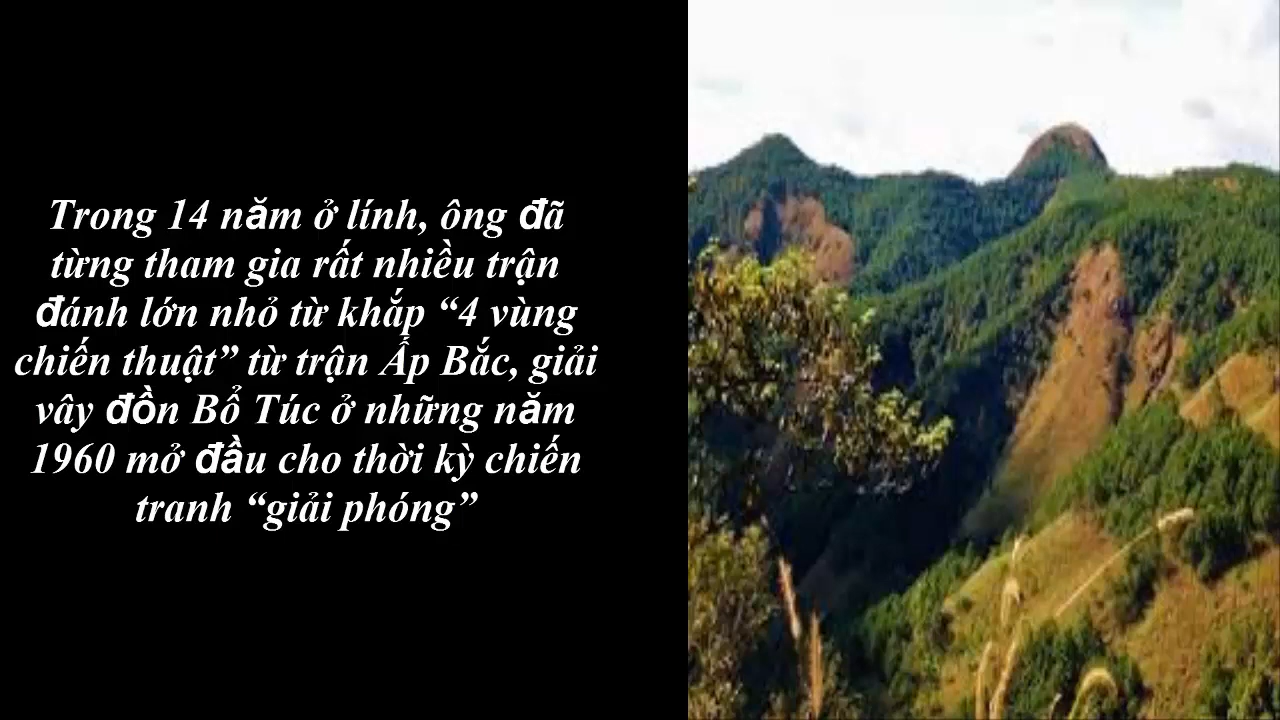 Trong 14 năm ở lính, ông đã
từng tham gia rất nhiều trận
đánh lớn nhỏ từ khắp “4 vùng
chiến thuật” từ trận Ấp Bắc, giải
vây đồn Bổ Túc ở những năm
1960 mở đầu cho thời kỳ chiến
tranh “giải phóng”